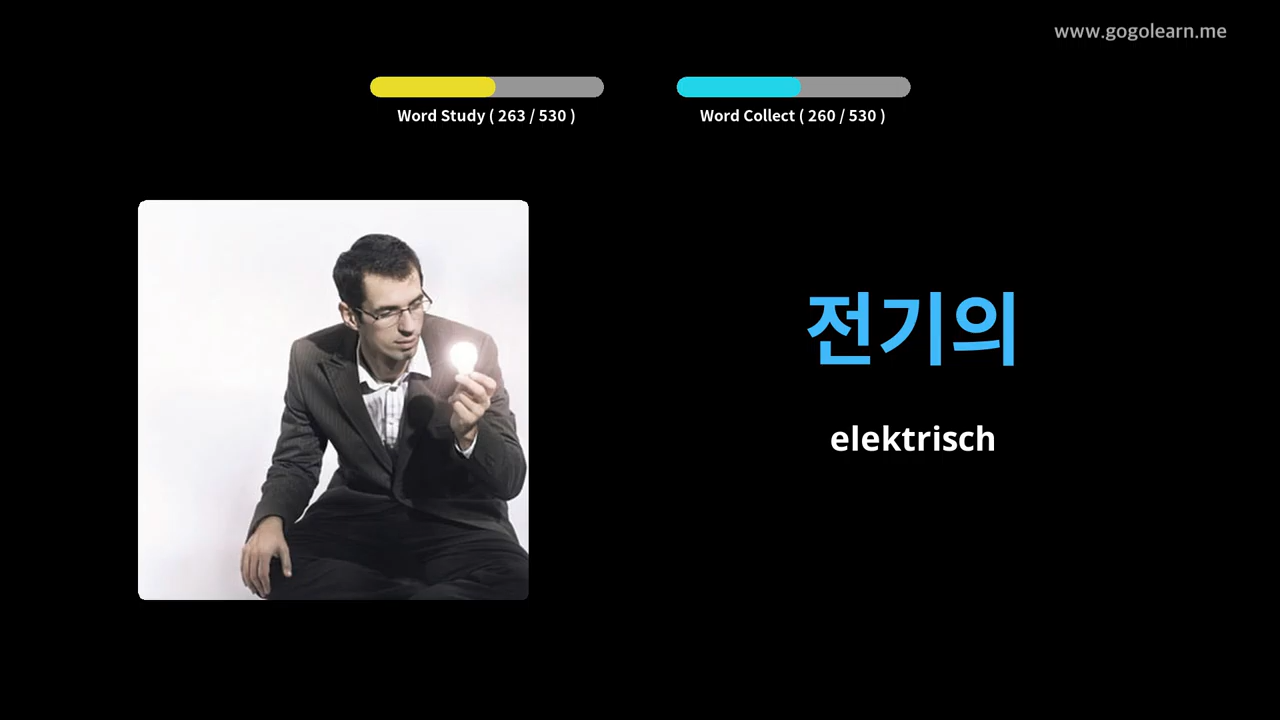 www.gogolearn.me
Word Study ( 263 / 530 )
Word Collect ( 260 / 530 )
전기의
elektrisch